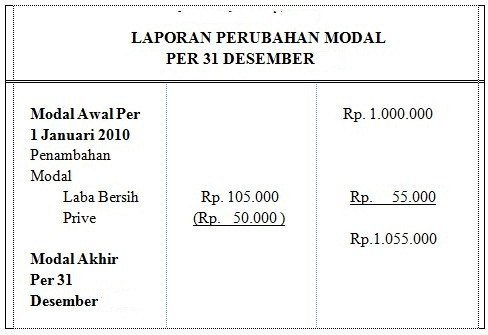 LAPORAN PERUBAHAN MODAL
PER 31 DESEMBER
Modal Awal Per Rp. 1.000.000
1 Januari 2010
Penambahan
Modal
Laba Bersih Rp. 105.000 Rp. 55.000
Prive (Rp. 50.000 )
Rp.1.055.000
Modal Akhir
Per 31
Desember